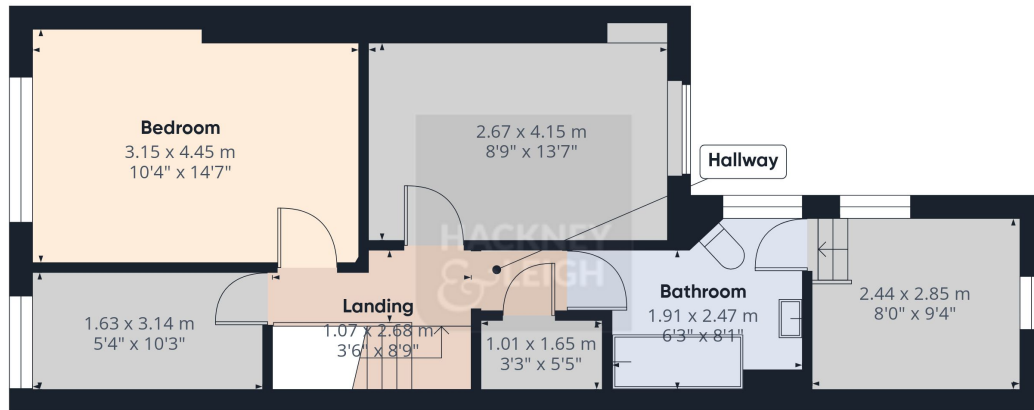 Bedroom
3.15 x 4.45 m
10'4" x 14'7"
2.67 x 4.15 m
8'9" x 13'7"
Hallway
HACKNEY
& LEIGH
1.63 x 3.14 m
5'4" x 10'3"
Landing
1.07 x 2.68 m
3'6" x 8'9"
1.01 x 1.65 m
3'3" x 5'5"
Bathroom
1.91 x 2.47 m
6'3" x 8'1"
2.44 x 2.85 m
8'0" x 9'4"